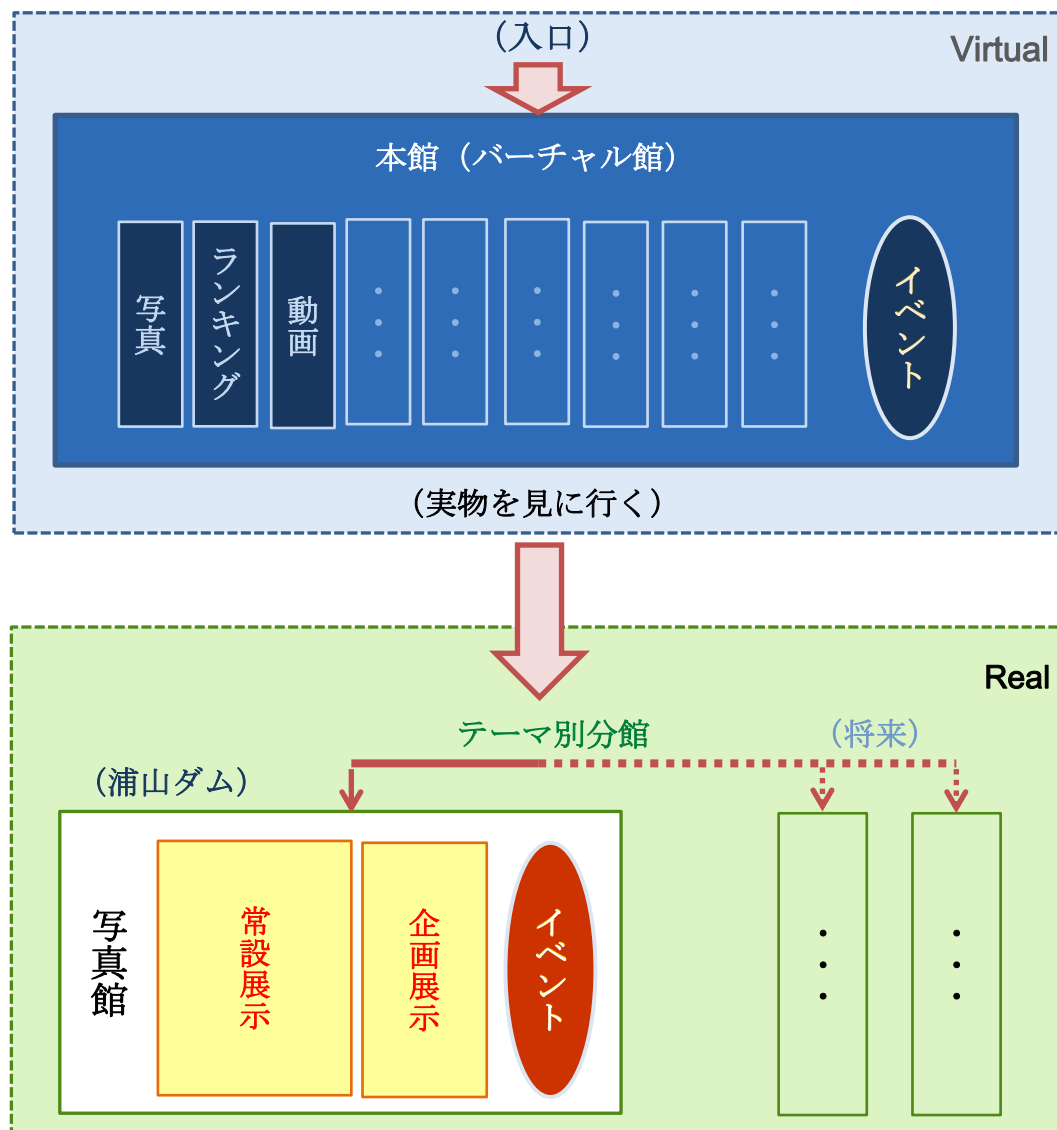 （入口）
Virtual
本館（バーチャル館）
写真
ランキング
動画
・・・
・・・
・・・
・・・
・・・
・・・
イベント
（実物を見に行く）
Real
テーマ別分館
（将来）
（浦山ダム）
写真館
常設展示
企画展示
イベント
・・・
・・・